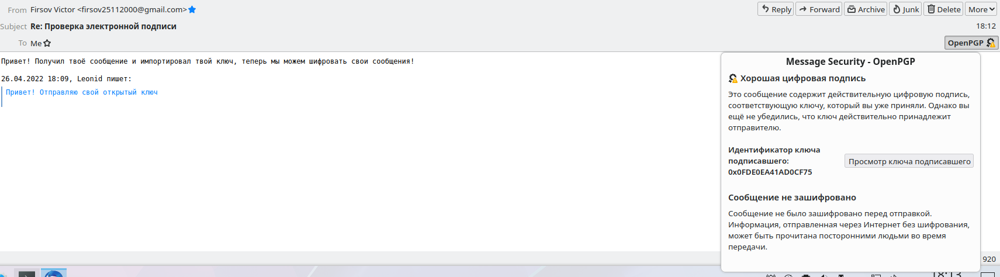 From Firsov Victor <firsov25112000@gmail.com>
Reply Forward Archive Junk Delete More
Subject Re: Проверка электронной подписи
18:12
To Me
OpenPGP
Привет! Получил твоё сообщение и импортировал твой ключ, теперь мы можем шифровать свои сообщения!
26.04.2022 18:09, Leonid пишет:
Привет! Отправляю свой открытый ключ
Message Security - OpenPGP
Хорошая цифровая подпись
Это сообщение содержит действительную цифровую подпись,
соответствующую ключу, который вы уже приняли. Однако вы
ещё не убедились, что ключ действительно принадлежит
отправителю.
Идентификатор ключа
подписавшего:
0x0FDE0EA41AD0CF75
Просмотр ключа подписавшего
Сообщение не зашифровано
Сообщение не было зашифровано перед отправкой.
Информация, отправленная через Интернет без шифрования,
может быть прочитана посторонними людьми во время
передачи.
920
18:13